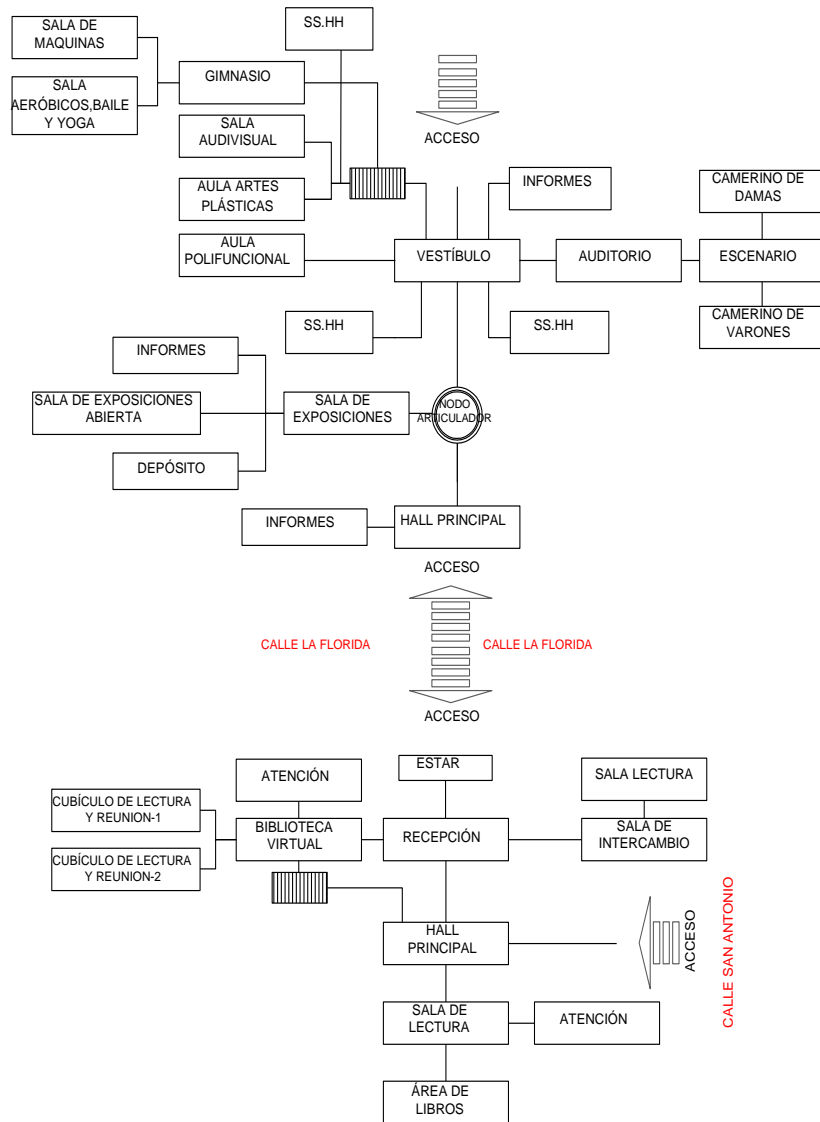 SALA DE
MAQUINAS
SS.HH
GIMNASIO
SALA
AERÓBICOS,BAILE
Y YOGA
SALA
AUDIVISUAL
ACCESO
AULA ARTES
PLÁSTICAS
INFORMES
CAMERINO DE
DAMAS
AULA
POLIFUNCIONAL
VESTÍBULO
AUDITORIO
ESCENARIO
SS.HH
SS.HH
CAMERINO DE
VARONES
INFORMES
SALA DE EXPOSICIONES
ABIERTA
SALA DE
EXPOSICIONES
NODO
ARTICULADOR
DEPÓSITO
INFORMES
HALL PRINCIPAL
ACCESO
CALLE LA FLORIDA
CALLE LA FLORIDA
ACCESO
ATENCIÓN
ESTAR
SALA LECTURA
CUBÍCULO DE LECTURA
Y REUNION-1
BIBLIOTECA
VIRTUAL
RECEPCIÓN
SALA DE
INTERCAMBIO
CUBÍCULO DE LECTURA
Y REUNION-2
HALL
PRINCIPAL
ACCESO
CALLE SAN ANTONIO
SALA DE
LECTURA
ATENCIÓN
ÁREA DE
LIBROS